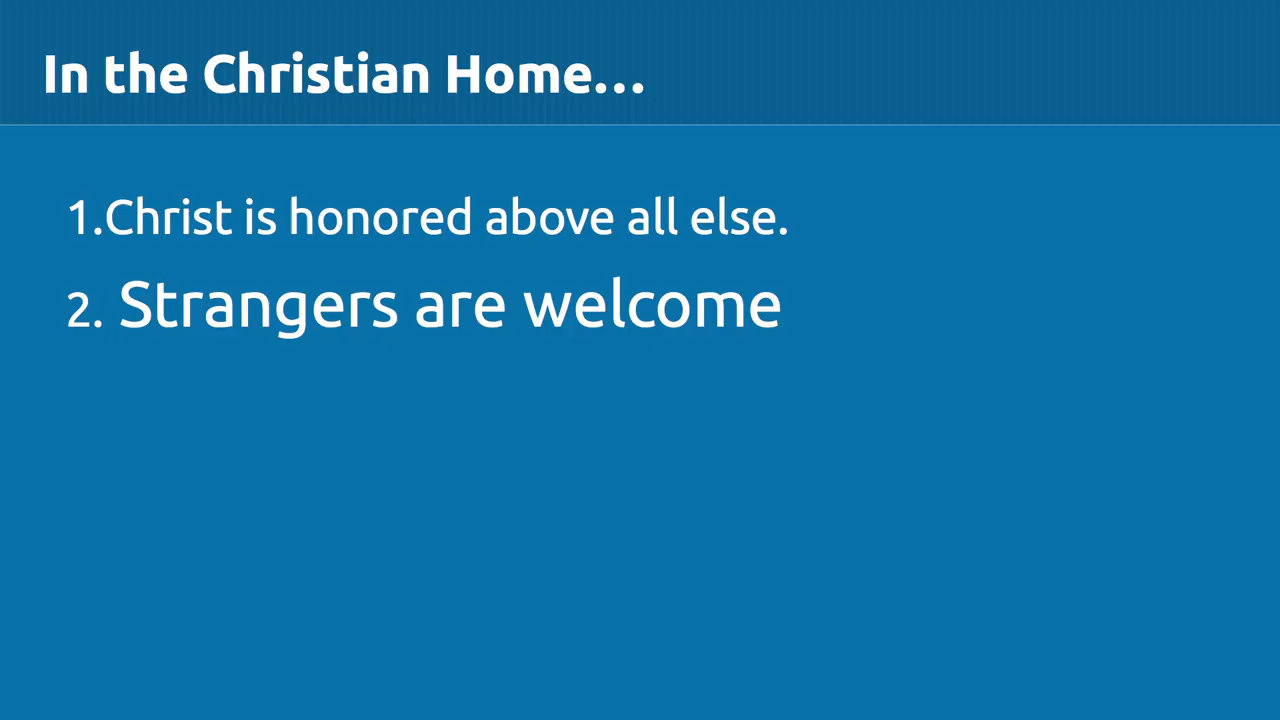 In the Christian Home...
1.Christ is honored above all else.
2. Strangers are welcome